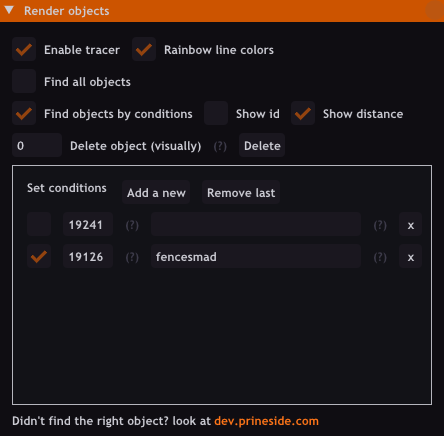 Render objects
Enable tracer Rainbow line colors
Find all objects
Find objects by conditions Show id Show distance
0 Delete object (visually) (?) Delete
Set conditions Add a new Remove last
19241 (?) (?) x
19126 (?) fencesmad (?) x
Didn't find the right object? look at dev.prineside.com